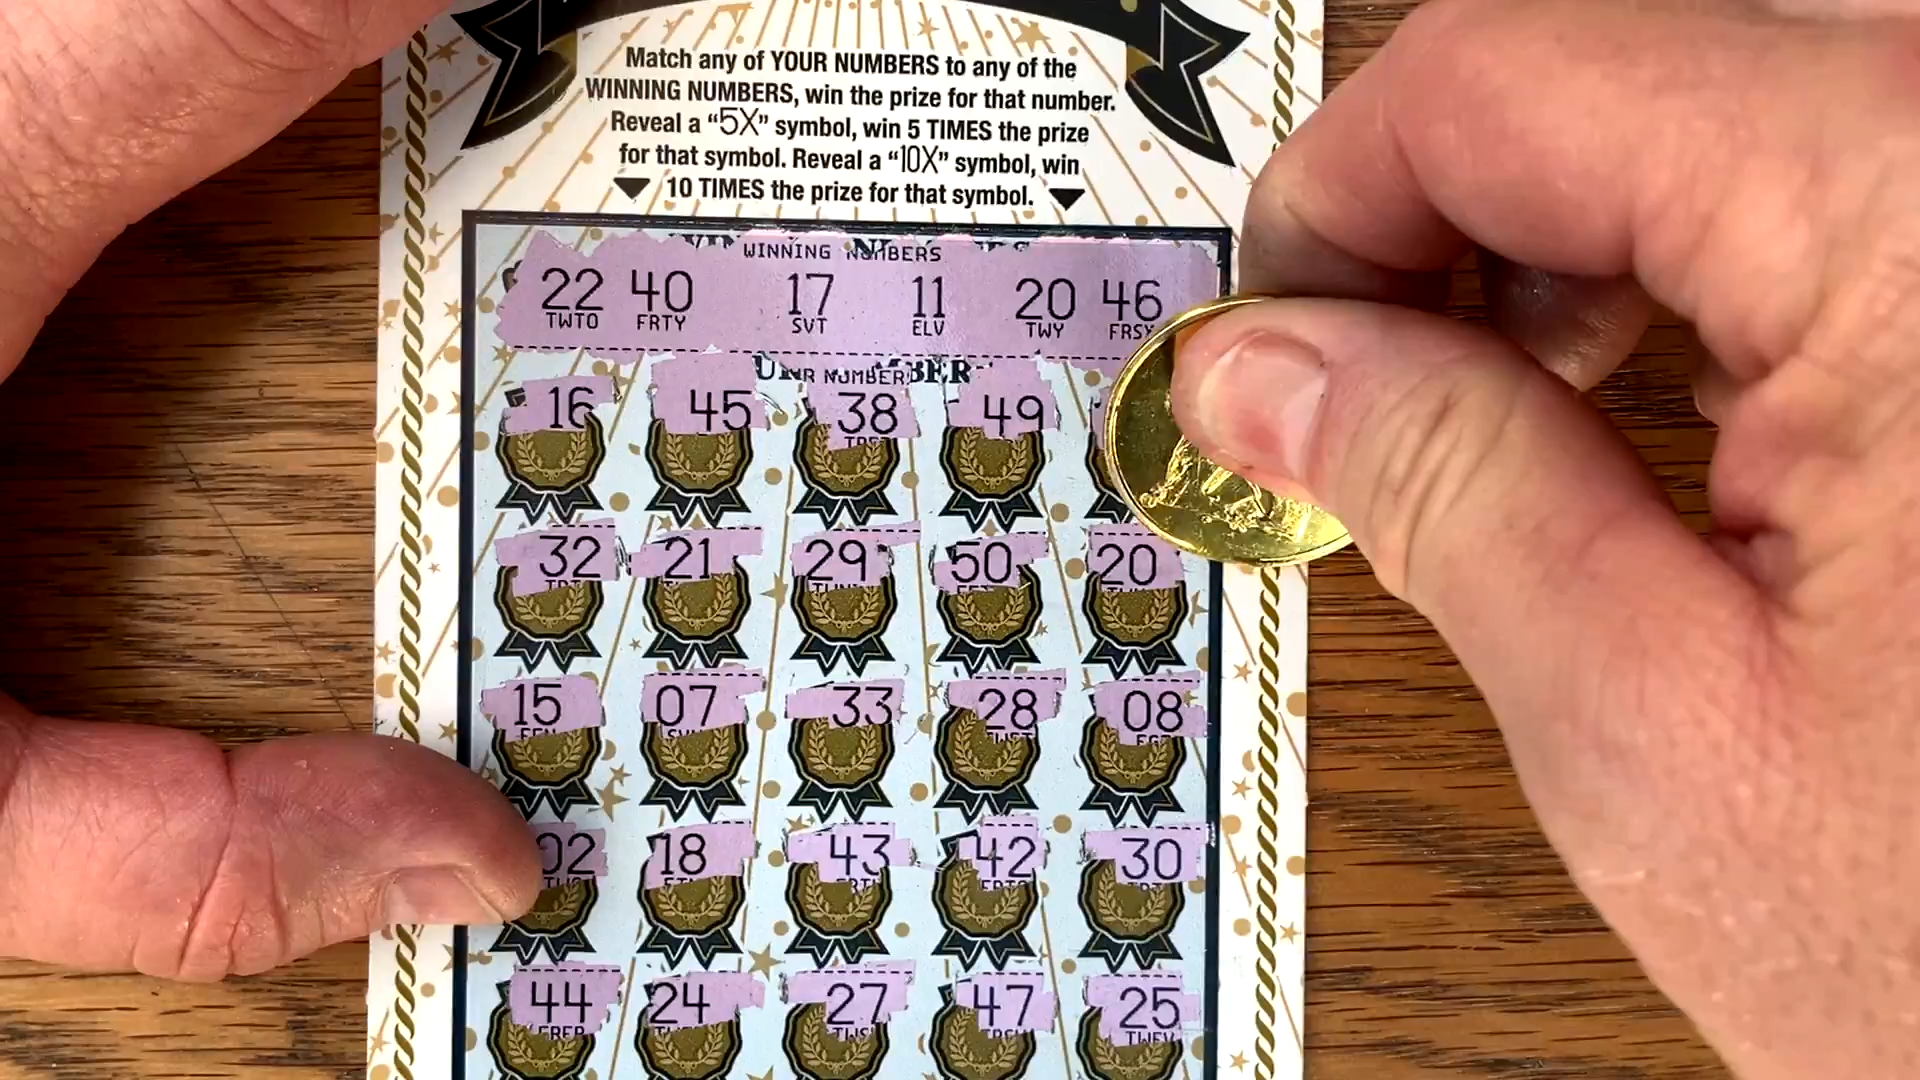 Match any of YOUR NUMBERS to any of the
WINNING NUMBERS, win the prize for that number.
Reveal a “5X” symbol, win 5 TIMES the prize
for that symbol. Reveal a “10X” symbol, win
10 TIMES the prize for that symbol.
WINNING NUMBERS
22 40 17 11 20 46
TWTO FRTY SVT ELV TWY FRSX
16 45 38 49
32 21 29 50 20
15 07 33 28 08
02 18 43 42 30
44 24 27 47 25